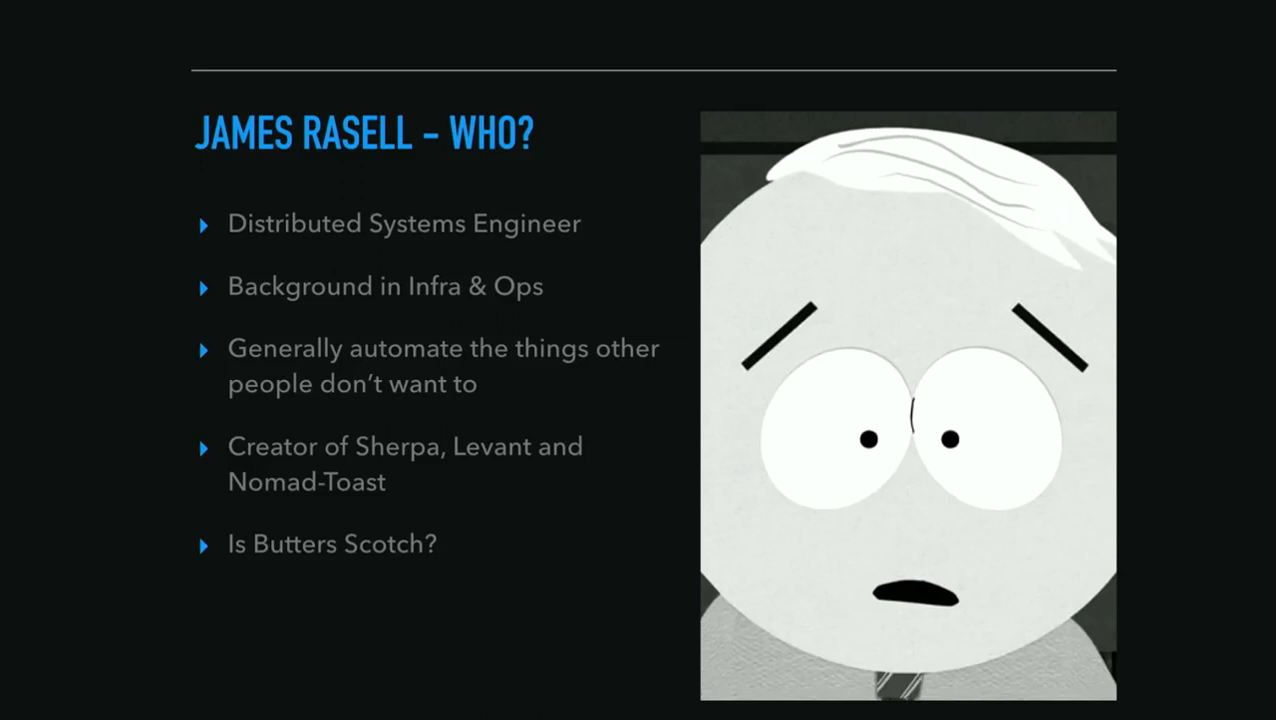 JAMES RASELL – WHO?
Distributed Systems Engineer
Background in Infra & Ops
Generally automate the things other
people don’t want to
Creator of Sherpa, Levant and
Nomad-Toast
Is Butters Scotch?